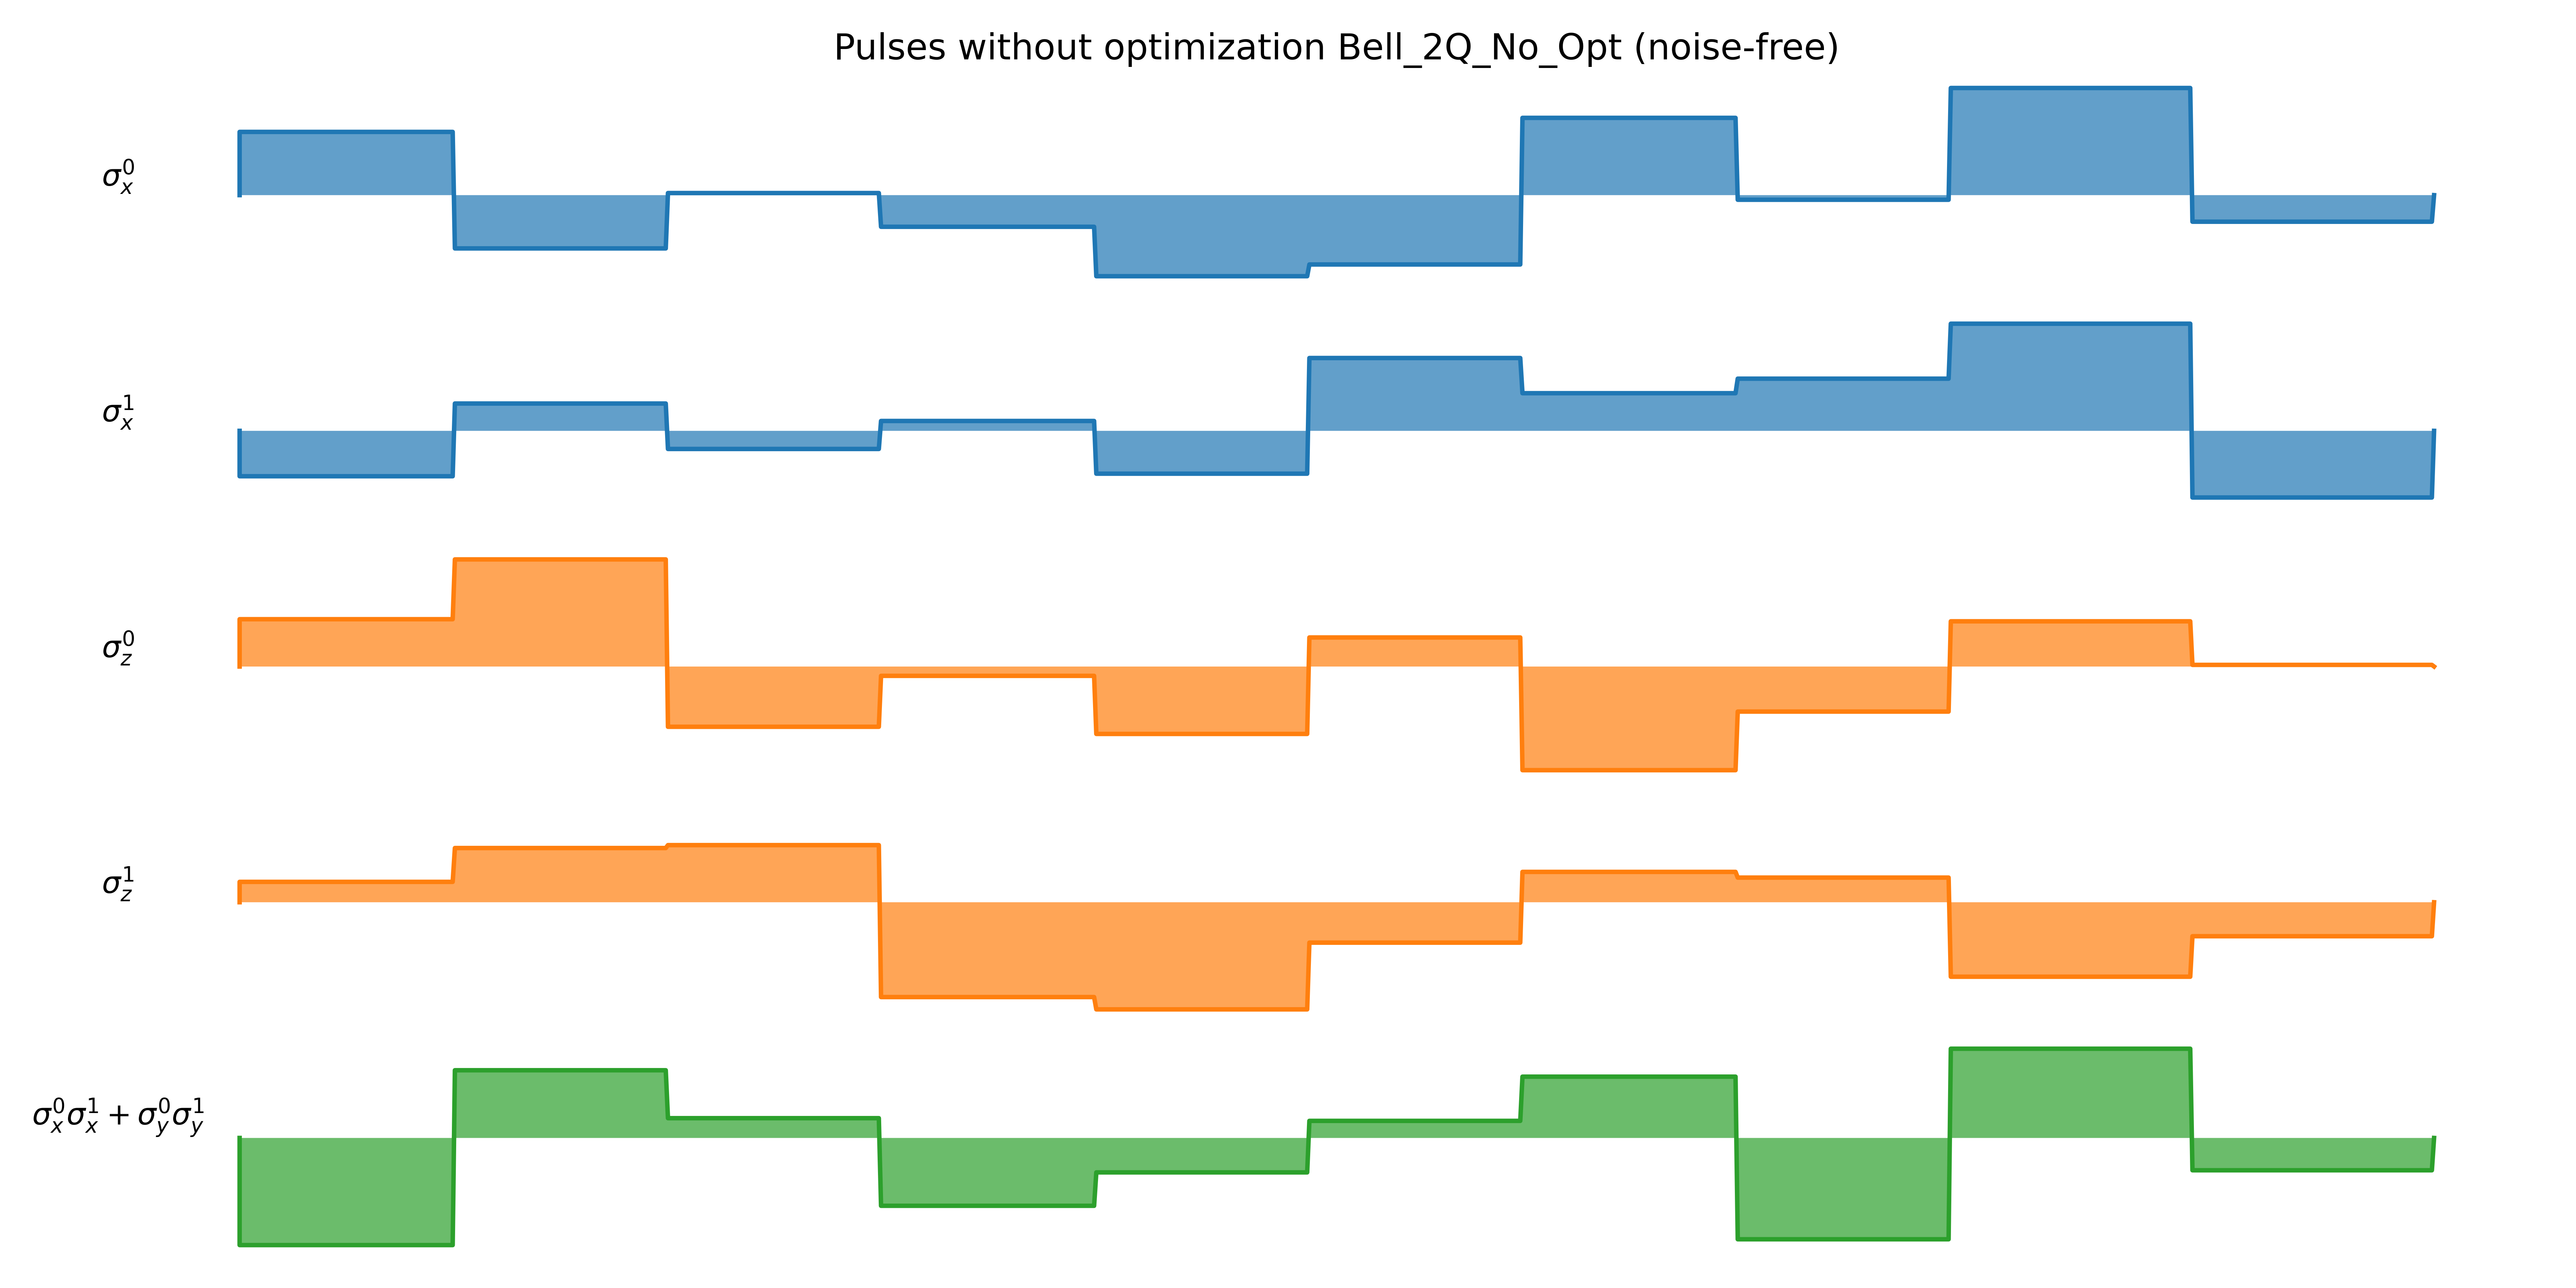 Pulses without optimization Bell_2Q_No_Opt (noise-free)
σ_x^0
σ_x^1
σ_z^0
σ_z^1
σ_x^0σ_x^1 + σ_y^0σ_y^1